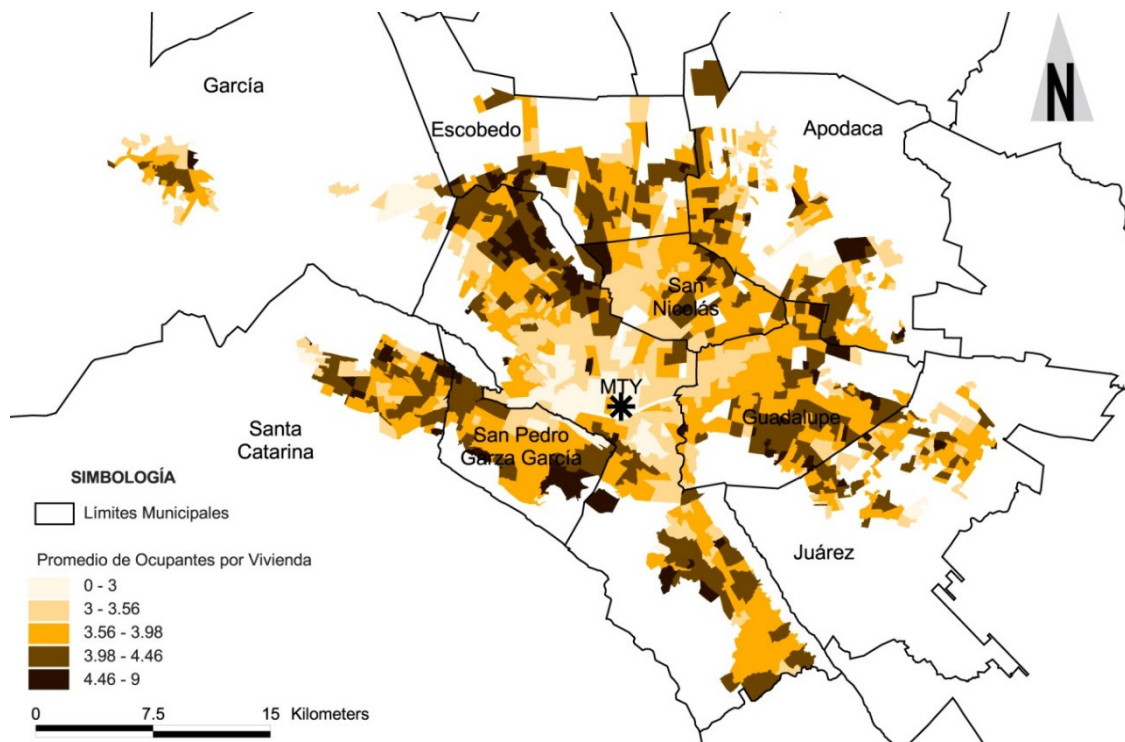 García
Escobedo
Apodaca
N
San
Nicolás
MTY
Guadalupe
Santa
Catarina
San Pedro
Garza García
Juárez
SIMBOLOGÍA
Límites Municipales
Promedio de Ocupantes por Vivienda
0 - 3
3 - 3.56
3.56 - 3.98
3.98 - 4.46
4.46 - 9
0 7.5 15 Kilometers